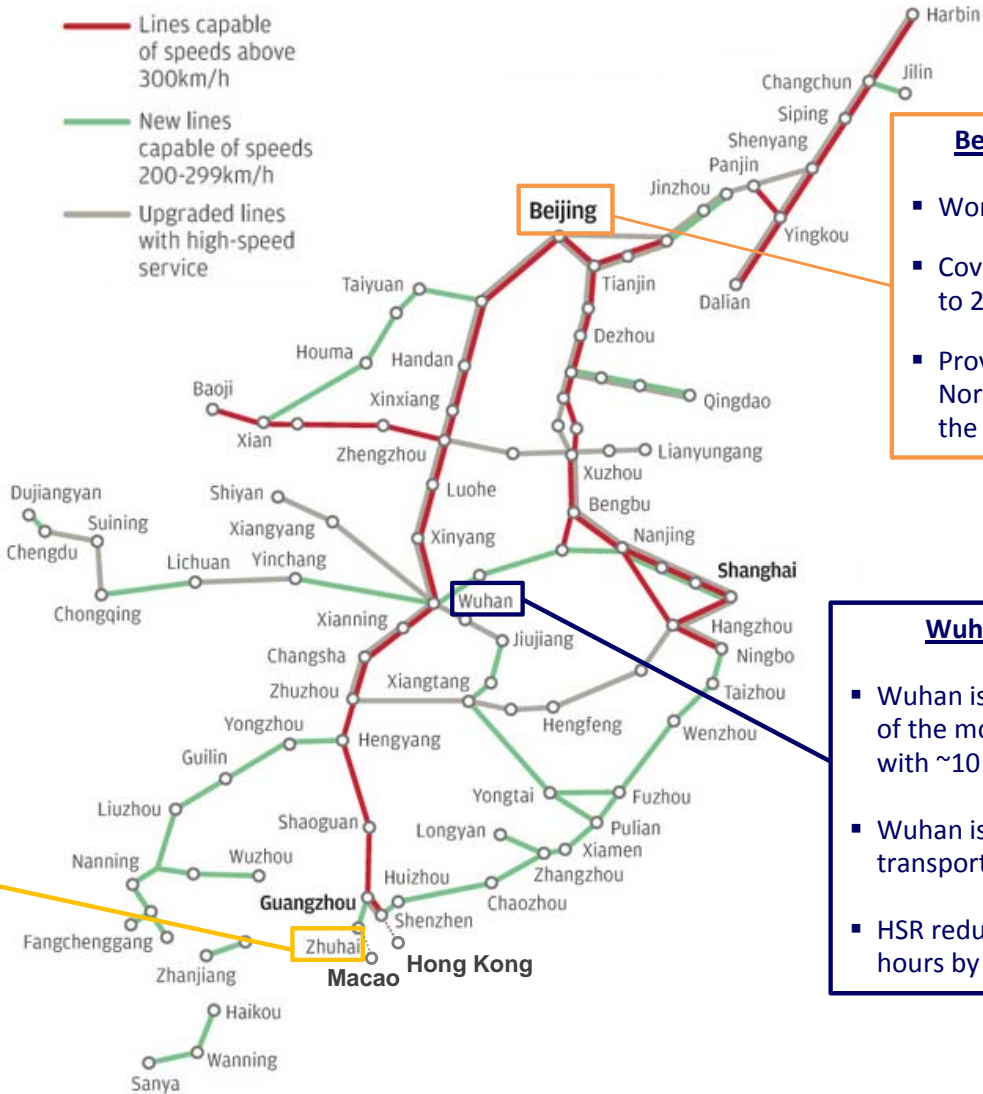 Lines capable
of speeds above
300km/h
New lines
capable of speeds
200-299km/h
Upgraded lines
with high-speed
service
Harbin
Changchun
Jilin
Siping
Shenyang
Panjin
Jinzhou
Beijing
Yingkou
Tianjin
Dalian
Taiyuan
Dezhou
Houma
Handan
Baoji
Xinxiang
Qingdao
Xian
Zhengzhou
Lianyungang
Xuzhou
Luohe
Dujiangyan
Shiyan
Bengbu
Suining
Xiangyang
Xinyang
Nanjing
Chengdu
Lichuan
Yinchang
Shanghai
Wuhan
Chongqing
Xianning
Hangzhou
Jiujiang
Ningbo
Changsha
Zhuzhou
Xiangtang
Taizhou
Hengfeng
Yongzhou
Wenzhou
Hengyang
Guilin
Liuzhou
Yongtai
Fuzhou
Shaoguan
Longyan
Pulian
Xiamen
Nanning
Wuzhou
Huizhou
Zhangzhou
Guangzhou
Chaozhou
Shenzhen
Fangchenggang
Zhuhai
Zhanjiang
Hong Kong
Macao
Haikou
Wanning
Sanya
Be
▪ Wor
▪ Cov
to 2
▪ Prov
Nor
the
Wuh
▪ Wuhan is
of the mo
with ~10
▪ Wuhan is
transport
▪ HSR redu
hours by